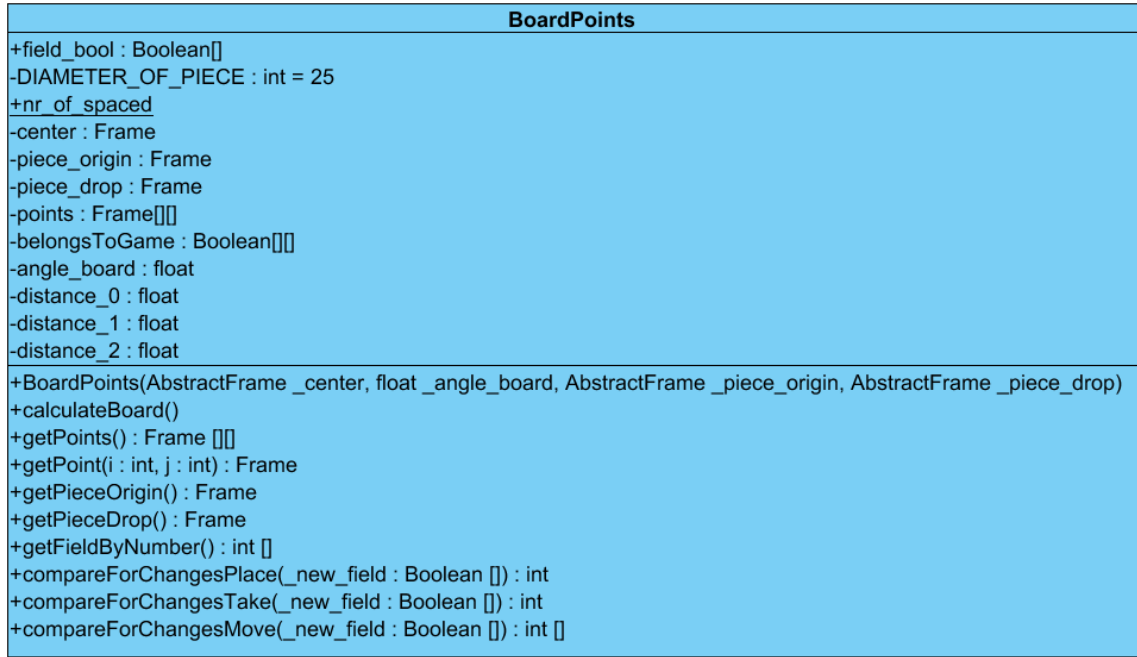 BoardPoints
+field_bool : Boolean[]
-DIAMETER_OF_PIECE : int = 25
+nr_of_spaced
-center : Frame
-piece_origin : Frame
-piece_drop : Frame
-points : Frame[][]
-belongsToGame : Boolean[][]
-angle_board : float
-distance_0 : float
-distance_1 : float
-distance_2 : float
+BoardPoints(AbstractFrame _center, float _angle_board, AbstractFrame _piece_origin, AbstractFrame _piece_drop)
+calculateBoard()
+getPoints() : Frame [][]
+getPoint(i : int, j : int) : Frame
+getPieceOrigin() : Frame
+getPieceDrop() : Frame
+getFieldByNumber() : int []
+compareForChangesPlace(_new_field : Boolean []) : int
+compareForChangesTake(_new_field : Boolean []) : int
+compareForChangesMove(_new_field : Boolean []) : int []